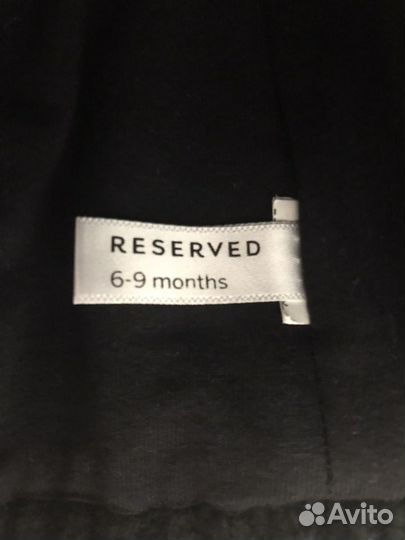 RESERVED
6-9 months
Avito